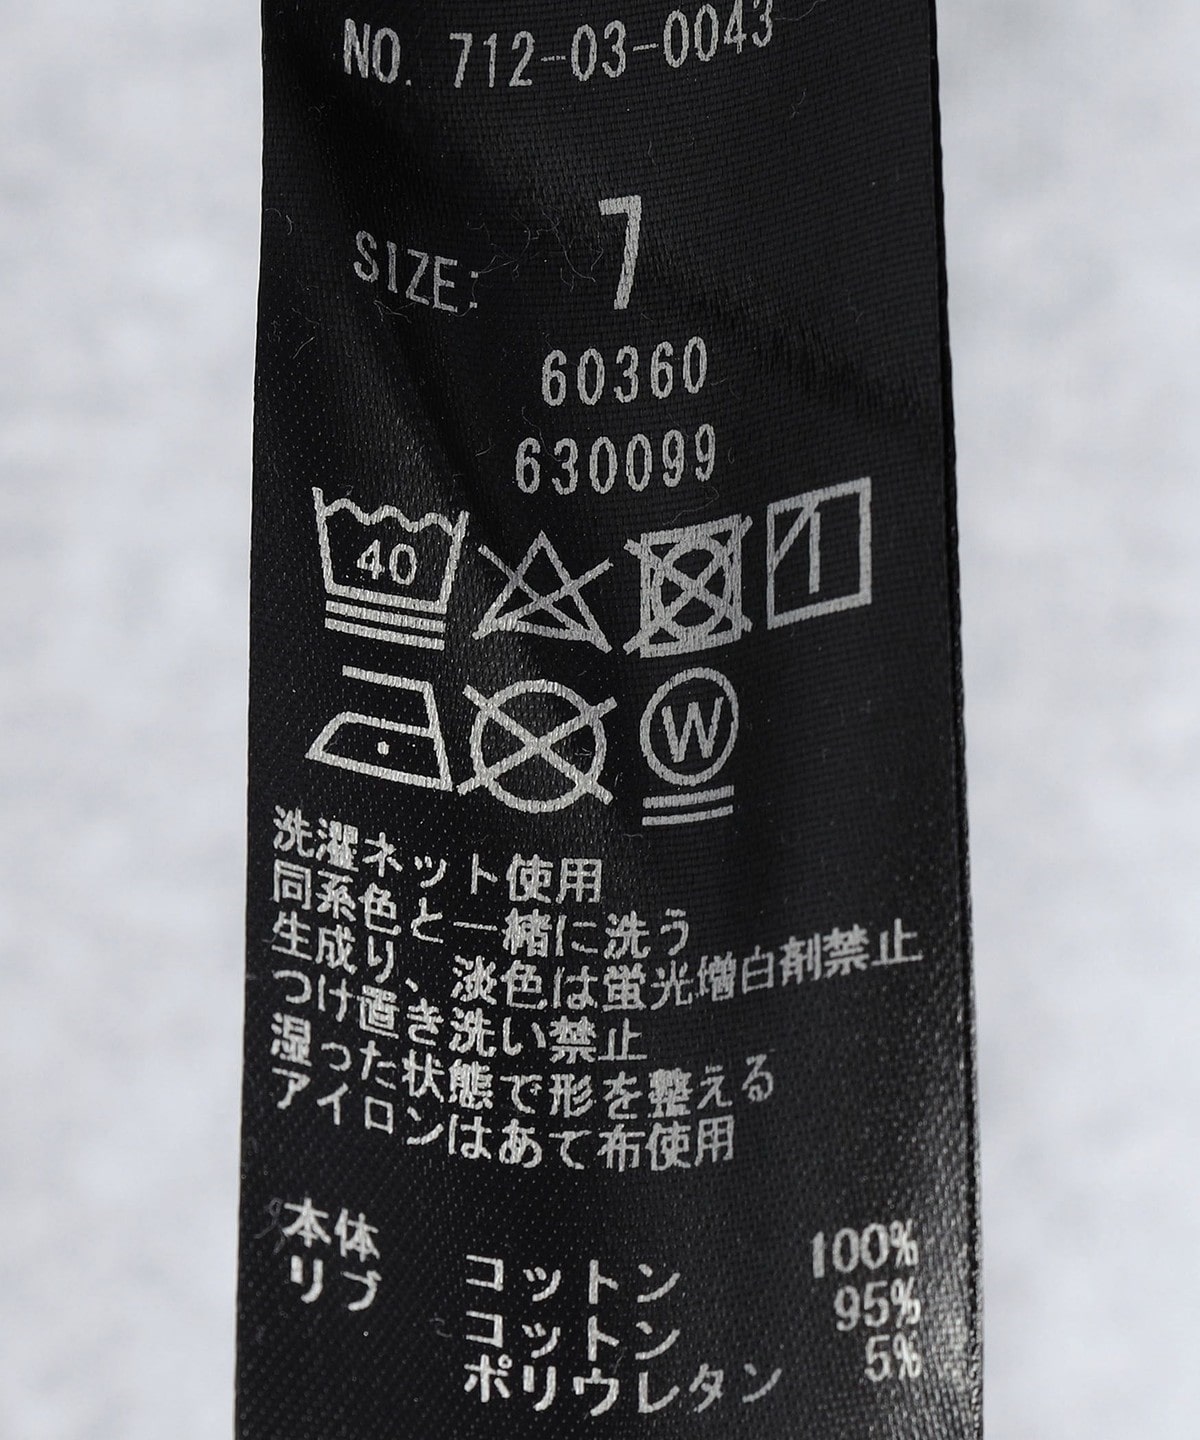 NO. 712-03-0043
SIZE: 7
60360
630099
40
W
洗濯ネット使用
同系色と一緒に洗う
生成り、淡色は蛍光増白剤禁止
つけ置き洗い禁止
湿った状態で形を整える
アイロンはあて布使用
本体 コットン 100%
リブ コットン 95%
ポリウレタン 5%